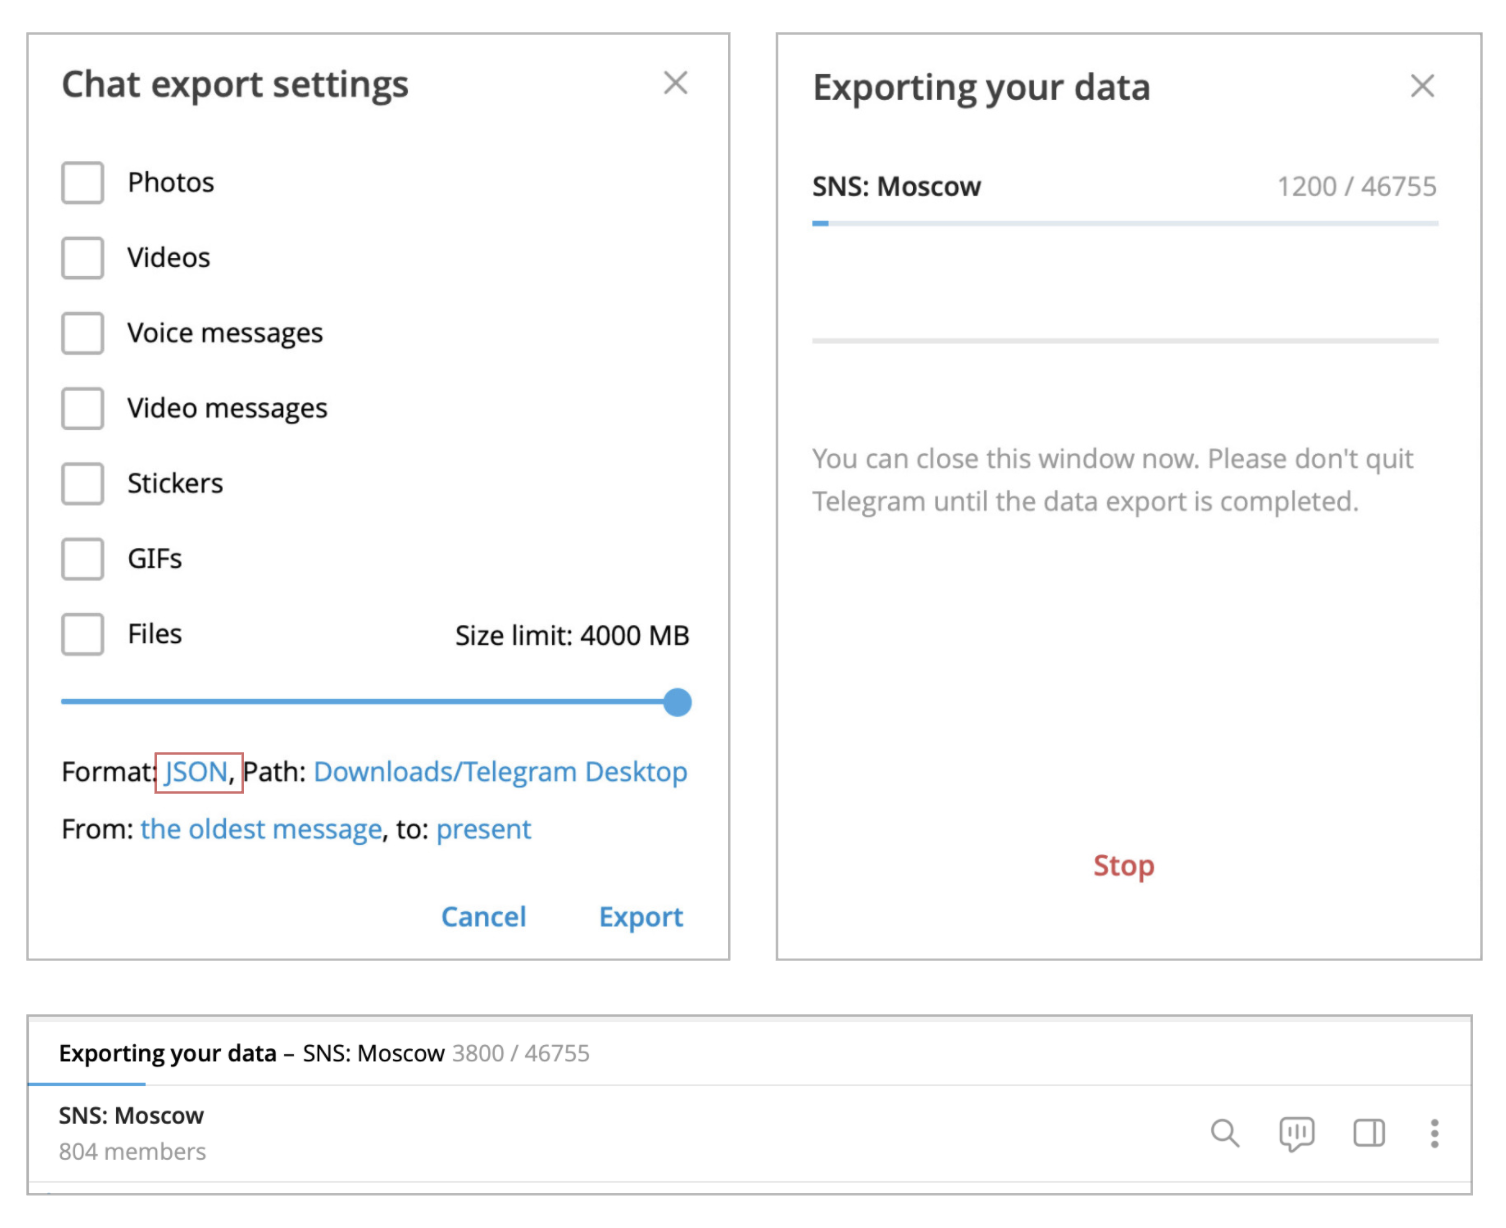 Chat export settings
Photos
Videos
Voice messages
Video messages
Stickers
GIFs
Files
Size limit: 4000 MB
Format: JSON, Path: Downloads/Telegram Desktop
From: the oldest message, to: present
Cancel
Export
Exporting your data
SNS: Moscow
1200 / 46755
You can close this window now. Please don't quit
Telegram until the data export is completed.
Stop
Exporting your data – SNS: Moscow 3800 / 46755
SNS: Moscow
804 members